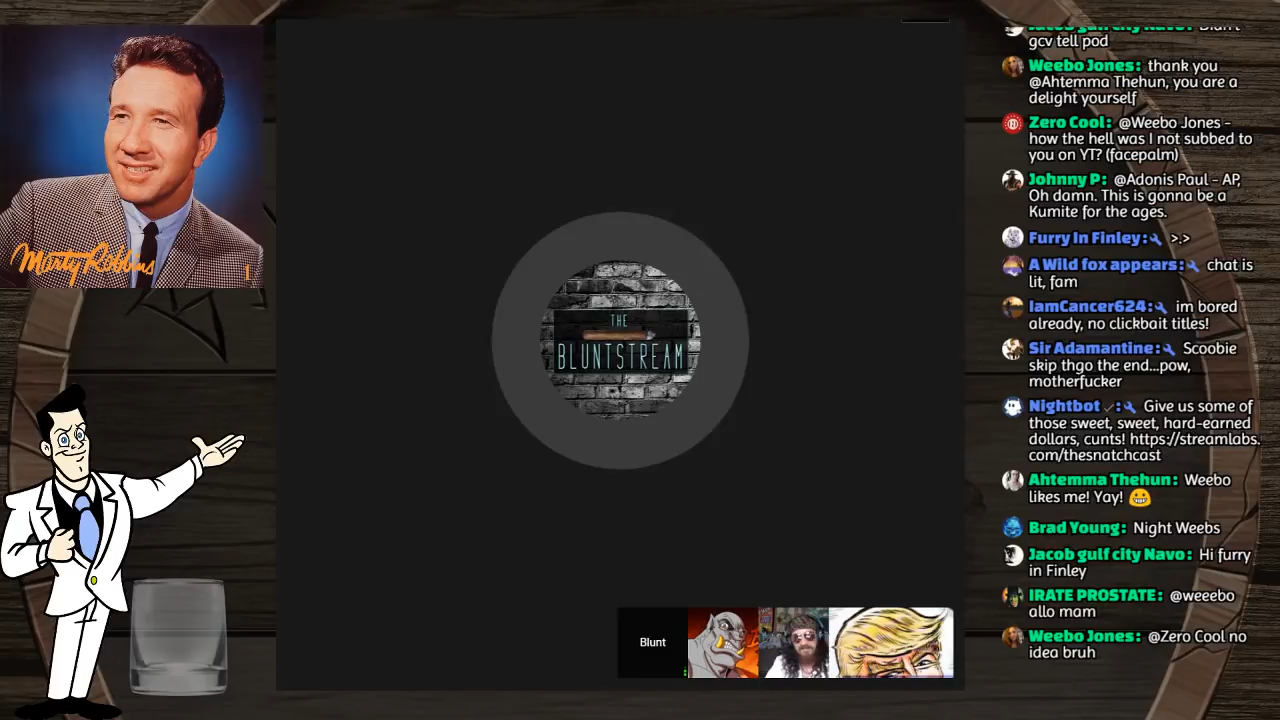 Marty Robbins
THE
BLUNTSTREAM
Blunt
gcv tell pod
Weebo Jones: thank you
@Ahtemma Thehun, you are a
delight yourself
Zero Cool: @Weebo Jones -
how the hell was I not subbed to
you on YT? (facepalm)
Johnny P: @Adonis Paul - AP,
Oh damn. This is gonna be a
Kumite for the ages.
Furry In Finley: >.>
A Wild fox appears: chat is
lit, fam
IamCancer624: im bored
already, no clickbait titles!
Sir Adamantine: Scoobie
skip thgo the end...pow,
motherfucker
Nightbot ✓: Give us some of
those sweet, sweet, hard-earned
dollars, cunts! https://streamlabs.
com/thesnatchcast
Ahtemma Thehun: Weebo
likes me! Yay! 😬
Brad Young: Night Weebs
Jacob gulf city Navo: Hi furry
in Finley
IRATE PROSTATE: @weeebo
allo mam
Weebo Jones: @Zero Cool no
idea bruh